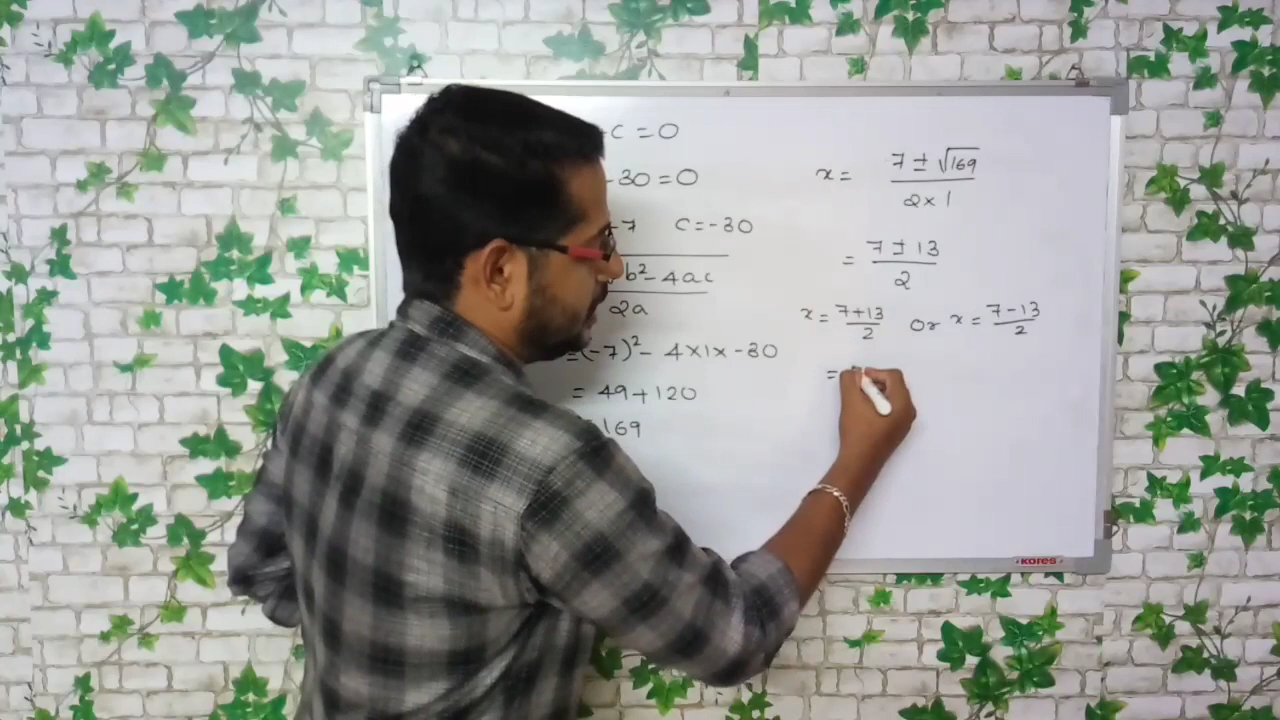 c = 0
30 = 0
7 c = -30
b² - 4ac
2a
= (-7)² - 4 × 1 × -30
= 49 + 120
169
x = 7 ± √169
2 × 1
= 7 ± 13
2
x = 7 + 13 / 2 Or x = 7 - 13 / 2
=
KORES